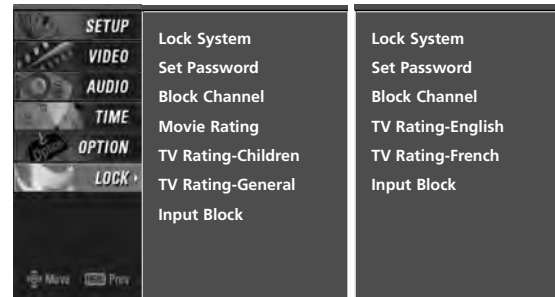 SETUP
VIDEO
AUDIO
TIME
OPTION
LOCK
Move Prev
Lock System
Set Password
Block Channel
Movie Rating
TV Rating-Children
TV Rating-General
Input Block
Lock System
Set Password
Block Channel
TV Rating-English
TV Rating-French
Input Block